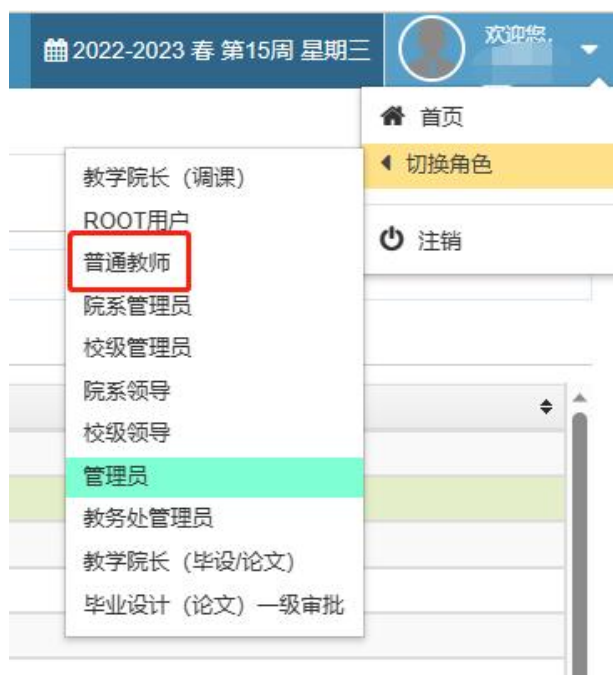 2022-2023 春 第15周 星期三
欢迎您,
首页
切换角色
注销
教学院长（调课）
ROOT用户
普通教师
院系管理员
校级管理员
院系领导
校级领导
管理员
教务处管理员
教学院长（毕设/论文）
毕业设计（论文）一级审批